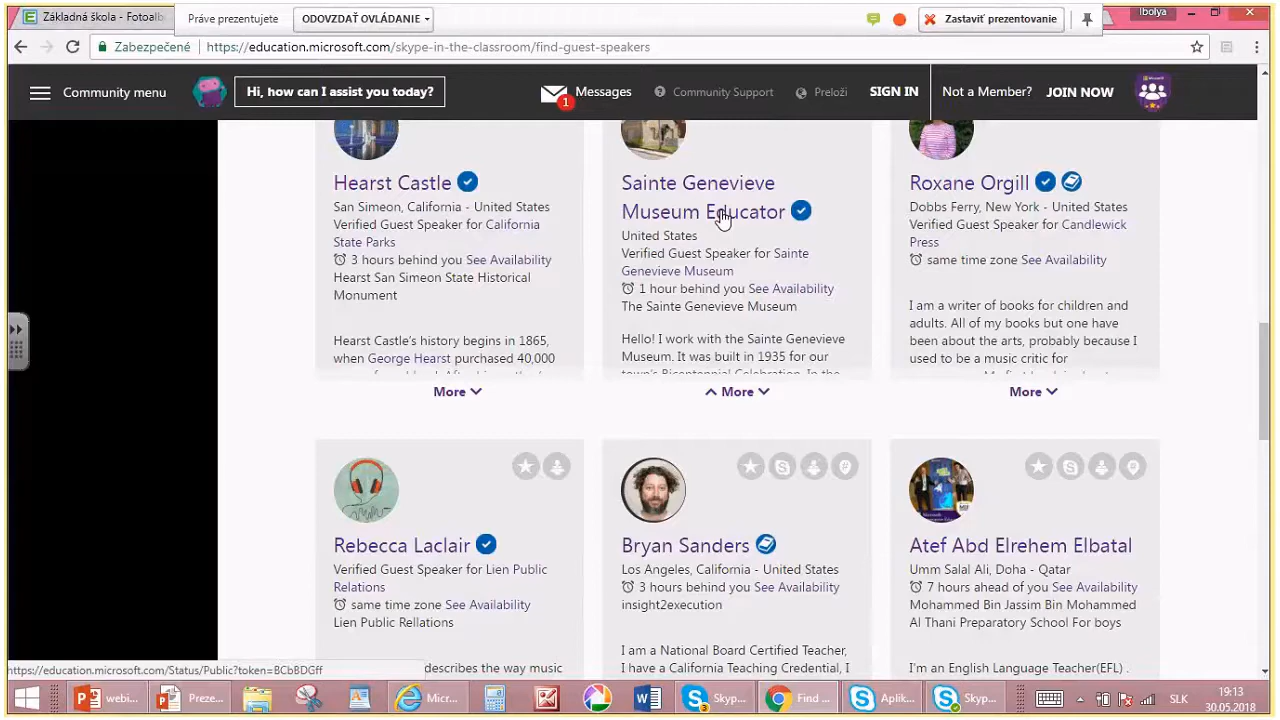 Základná škola - Fotoalb
Práve prezentujete
ODOVZDAŤ OVLÁDANIE
Zastaviť prezentovanie
Ibolya
Zabezpečené
https://education.microsoft.com/skype-in-the-classroom/find-guest-speakers
Community menu
Hi, how can I assist you today?
1
Messages
Community Support
Preloži
SIGN IN
Not a Member?
JOIN NOW
Hearst Castle
San Simeon, California - United States
Verified Guest Speaker for California
State Parks
3 hours behind you See Availability
Hearst San Simeon State Historical
Monument
Hearst Castle's history begins in 1865,
when George Hearst purchased 40,000
More
Sainte Genevieve
Museum Educator
United States
Verified Guest Speaker for Sainte
Genevieve Museum
1 hour behind you See Availability
The Sainte Genevieve Museum
Hello! I work with the Sainte Genevieve
Museum. It was built in 1935 for our
town's Bicentennial Celebration. In the
More
Roxane Orgill
Dobbs Ferry, New York - United States
Verified Guest Speaker for Candlewick
Press
same time zone See Availability
I am a writer of books for children and
adults. All of my books but one have
been about the arts, probably because I
used to be a music critic for
More
Rebecca Laclair
Verified Guest Speaker for Lien Public
Relations
same time zone See Availability
Lien Public Rellations
describes the way music
Bryan Sanders
Los Angeles, California - United States
3 hours behind you See Availability
insight2execution
I am a National Board Certified Teacher,
I have a California Teaching Credential, I
Atef Abd Elrehem Elbatal
Umm Salal Ali, Doha - Qatar
7 hours ahead of you See Availability
Mohammed Bin Jassim Bin Mohammed
Al Thani Preparatory School For boys
I'm an English Language Teacher(EFL) .
https://education.microsoft.com/Status/Public?token=BCbBDGff
webi...
Preze...
Micr...
Skyp...
Find ...
Aplik...
Skyp...
SLK
19:13
30.05.2018